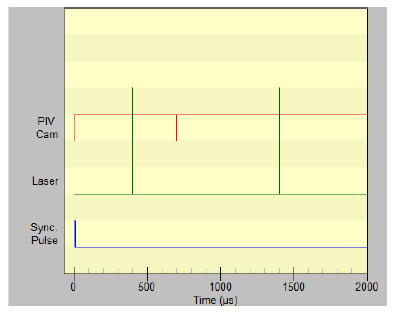 PIV
Cam
Laser
Sync.
Pulse
0 500 1000 1500 2000
Time (µs)